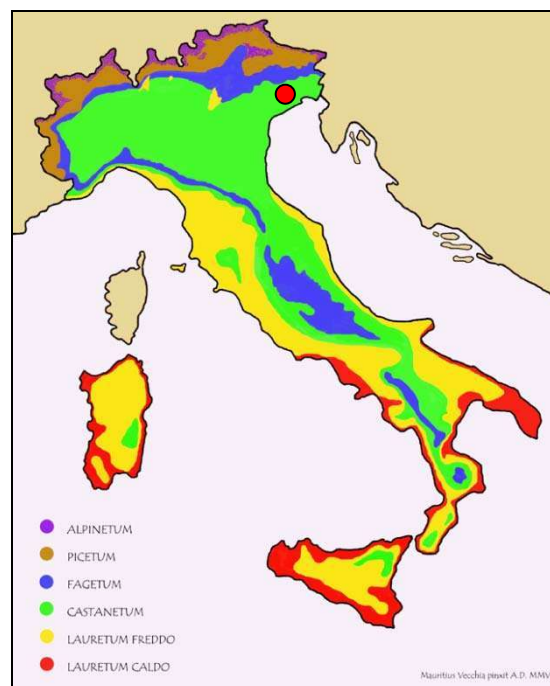 ALPINETUM
PICETUM
FAGETUM
CASTANETUM
LAURETUM FREDDO
LAURETUM CALDO
Mauritius Vecchia pinxit A.D. MMV